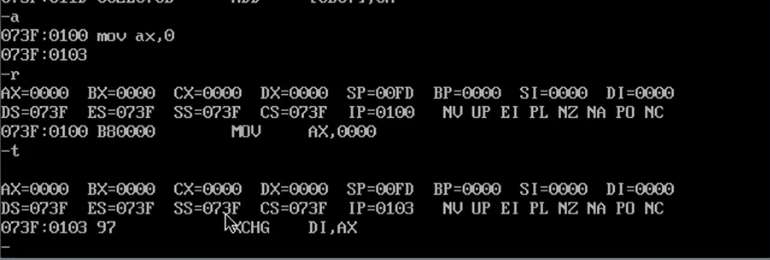 -a
073F:0100 mov ax,0
073F:0103
-r
AX=0000 BX=0000 CX=0000 DX=0000 SP=00FD BP=0000 SI=0000 DI=0000
DS=073F ES=073F SS=073F CS=073F IP=0100 NV UP EI PL NZ NA PO NC
073F:0100 B80000 MOV AX,0000
-t
AX=0000 BX=0000 CX=0000 DX=0000 SP=00FD BP=0000 SI=0000 DI=0000
DS=073F ES=073F SS=073F CS=073F IP=0103 NV UP EI PL NZ NA PO NC
073F:0103 97 XCHG DI,AX
-